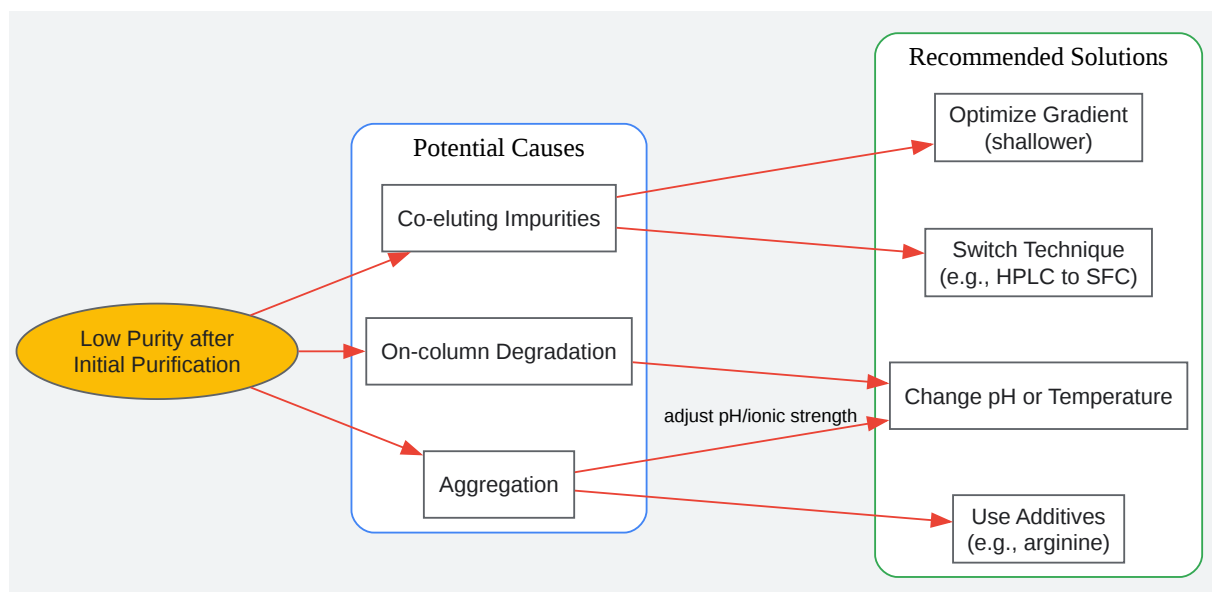 Low Purity after
Initial Purification
Potential Causes
Co-eluting Impurities
On-column Degradation
Aggregation
adjust pH/ionic strength
Recommended Solutions
Optimize Gradient
(shallower)
Switch Technique
(e.g., HPLC to SFC)
Change pH or Temperature
Use Additives
(e.g., arginine)